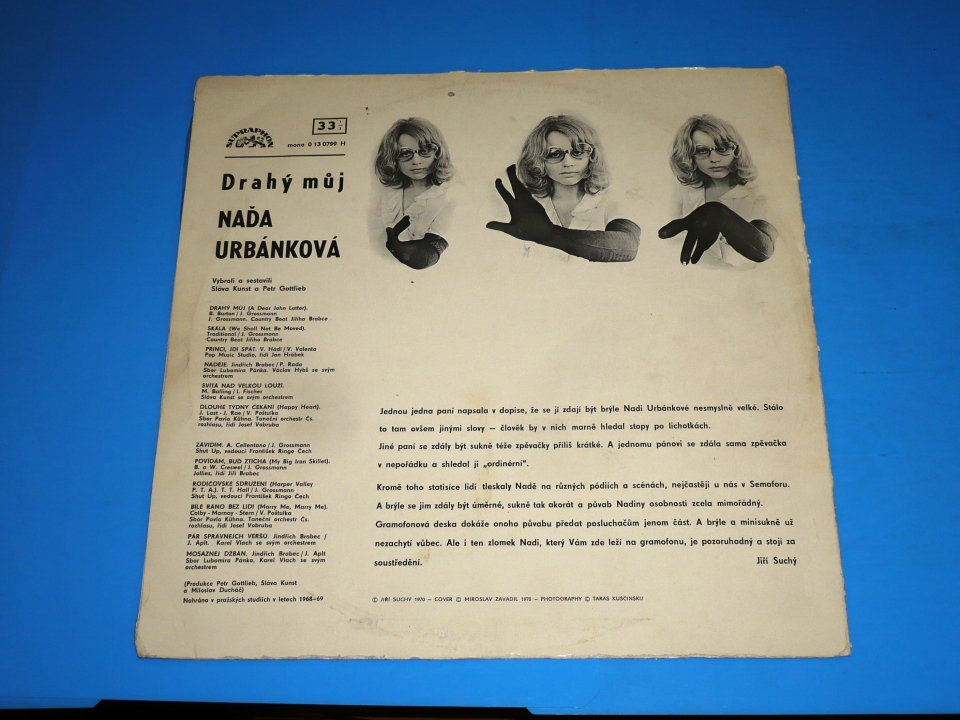 SUPRAPHON
33 1/1
mono 0 13 0799 H
Drahý můj
NAĎA
URBÁNKOVÁ
Vybrali a sestavili
Sláva Kunst a Petr Gottlieb
DRAHÝ MŮJ (A Dear John Letter).
B. Barton / J. Grossmann
J. Grossmann. Country Beat Jiřího Brabce
SKÁLA (We Shall Not Be Moved).
Traditional / J. Grossmann
Country Beat Jiřího Brabce
PRINCI, JDI SPÁT. V. Hádl / V. Valenta
Pop Music Studio, řídí Jan Hrábek
NADĚJE. Jindřich Brabec / P. Rada
Sbor Lubomíra Pánka. Václav Hybš se svým
orchestrem
SVÍTÁ NAD VELKOU LOUŽÍ.
M. Balling / I. Fischer
Sláva Kunst se svým orchestrem
DLOUHÉ TÝDNY ČEKÁNÍ (Happy Heart).
J. Last - J. Rae / V. Poštulka
Sbor Pavla Kühna. Taneční orchestr Čs.
rozhlasu, řídí Josef Vobruba
ZÁVIDÍM. A. Celientano / J. Grossmann
Shut Up, vedoucí František Ringo Čech
POVÍDÁM, BUĎ ZTICHA (My Big Iron Skillet).
B. a W. Creswel / J. Grossmann
Jollies, řídí Jiří Brabec
RODIČOVSKÉ SDRUŽENÍ (Harper Valley
P. T. A.). T. T. Hall / J. Grossmann
Shut Up, vedoucí František Ringo Čech
BÍLÉ RÁNO BEZ LIDÍ (Marry Me, Marry Me).
Colby - Marnay - Stern / V. Poštulka
Sbor Pavla Kühna. Taneční orchestr Čs.
rozhlasu, řídí Josef Vobruba
PÁR SPRÁVNEJCH VERŠŮ. Jindřich Brabec /
J. Aplt. Karel Vlach se svým orchestrem
MOSAZNEJ DŽBÁN. Jindřich Brabec / J. Aplt
Sbor Lubomíra Pánka. Karel Vlach se svým
orchestrem
(Produkce Petr Gottlieb, Sláva Kunst
a Miloslav Ducháč)
Nahráno v pražských studiích v letech 1968-69
Jednou jedna paní napsala v dopise, že se jí zdají být brýle Nadi Urbánkové nesmyslně velké. Stálo
to tam ovšem jinými slovy — člověk by v nich marně hledal stopy po lichotkách.
Jiné paní se zdály být sukně téže zpěvačky příliš krátké. A jednomu pánovi se zdála sama zpěvačka
v nepořádku a shledal ji „ordinérní".
Kromě toho statisíce lidí tleskaly Nadě na různých pódiích a scénách, nejčastěji u nás v Semaforu.
A brýle se jim zdály být úměrné, sukně tak akorát a půvab Nadiny osobnosti zcela mimořádný.
Gramofonová deska dokáže onoho půvabu předat posluchačům jenom část. A brýle a minisukně už
nezachytí vůbec. Ale i ten zlomek Nadi, který Vám zde leží na gramofonu, je pozoruhodný a stojí za
soustředění.
Jiří Suchý
© JIŘÍ SUCHÝ 1970 — COVER © MIROSLAV ZAVADIL 1970 — PHOTOGRAPHY © TARAS KUŠČINSKIJ